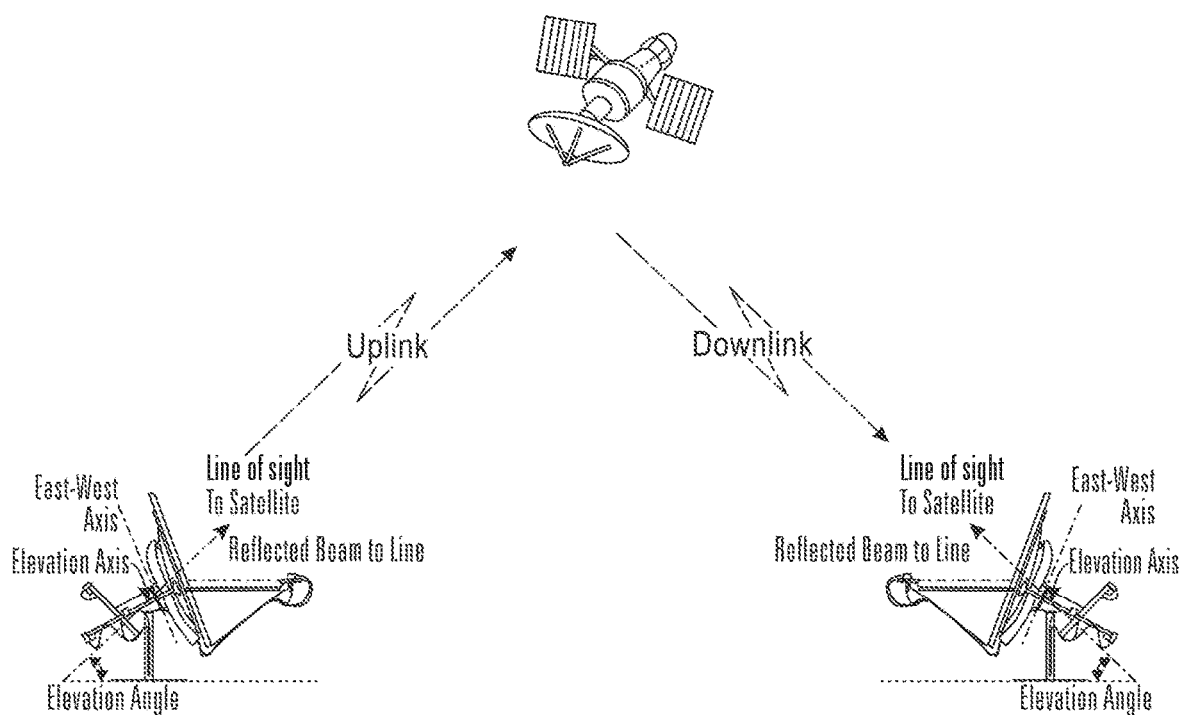 Uplink
Downlink
Line of sight
To Satellite
East-West
Axis
Reflected Beam to Line
Elevation Axis
Elevation Angle
Line of sight
To Satellite
East-West
Axis
Reflected Beam to Line
Elevation Axis
Elevation Angle